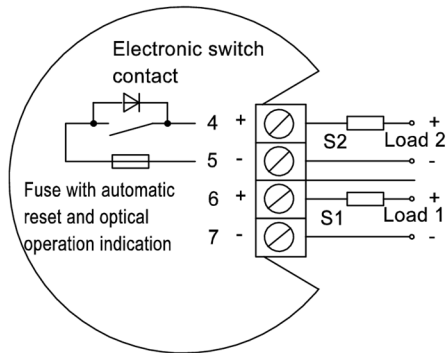 Electronic switch
contact
4 + S2 + Load 2
5 - -
Fuse with automatic
reset and optical
operation indication
6 + S1 + Load 1
7 - -